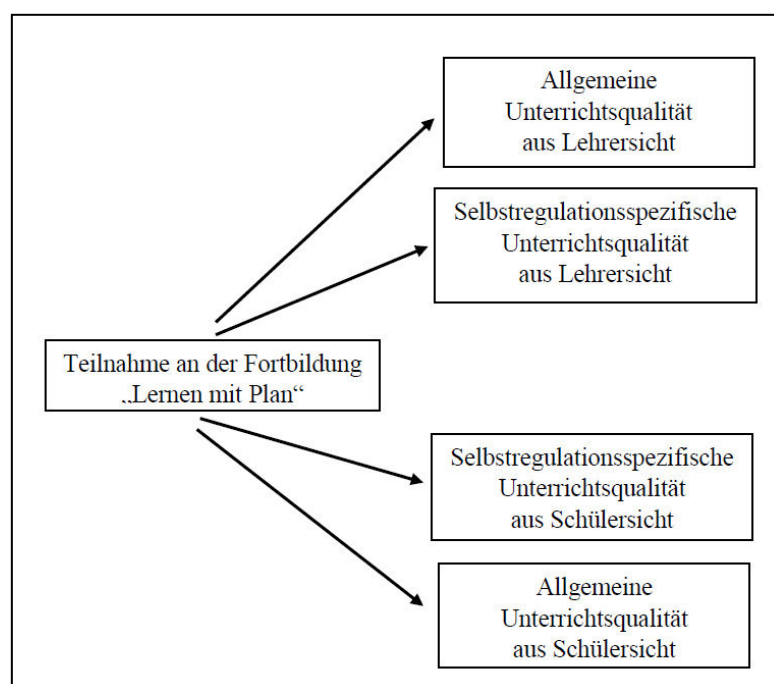 Allgemeine
Unterrichtsqualität
aus Lehrersicht
Selbstregulationsspezifische
Unterrichtsqualität
aus Lehrersicht
Teilnahme an der Fortbildung
„Lernen mit Plan“
Selbstregulationsspezifische
Unterrichtsqualität
aus Schülersicht
Allgemeine
Unterrichtsqualität
aus Schülersicht